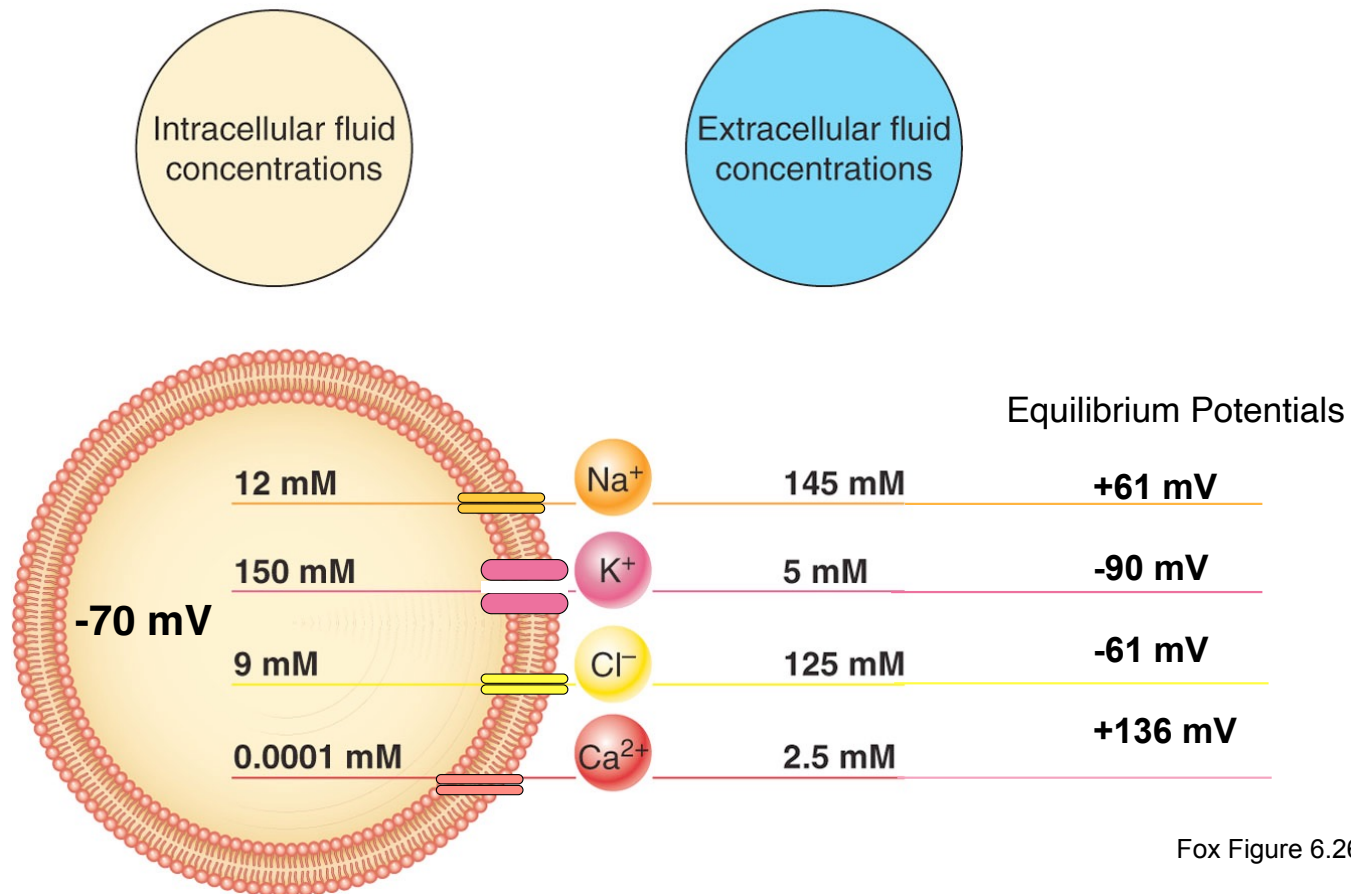 Intracellular fluid
concentrations
Extracellular fluid
concentrations
Equilibrium Potentials
12 mM Na⁺ 145 mM +61 mV
150 mM K⁺ 5 mM -90 mV
-70 mV
9 mM Cl⁻ 125 mM -61 mV
0.0001 mM Ca²⁺ 2.5 mM +136 mV
Fox Figure 6.26